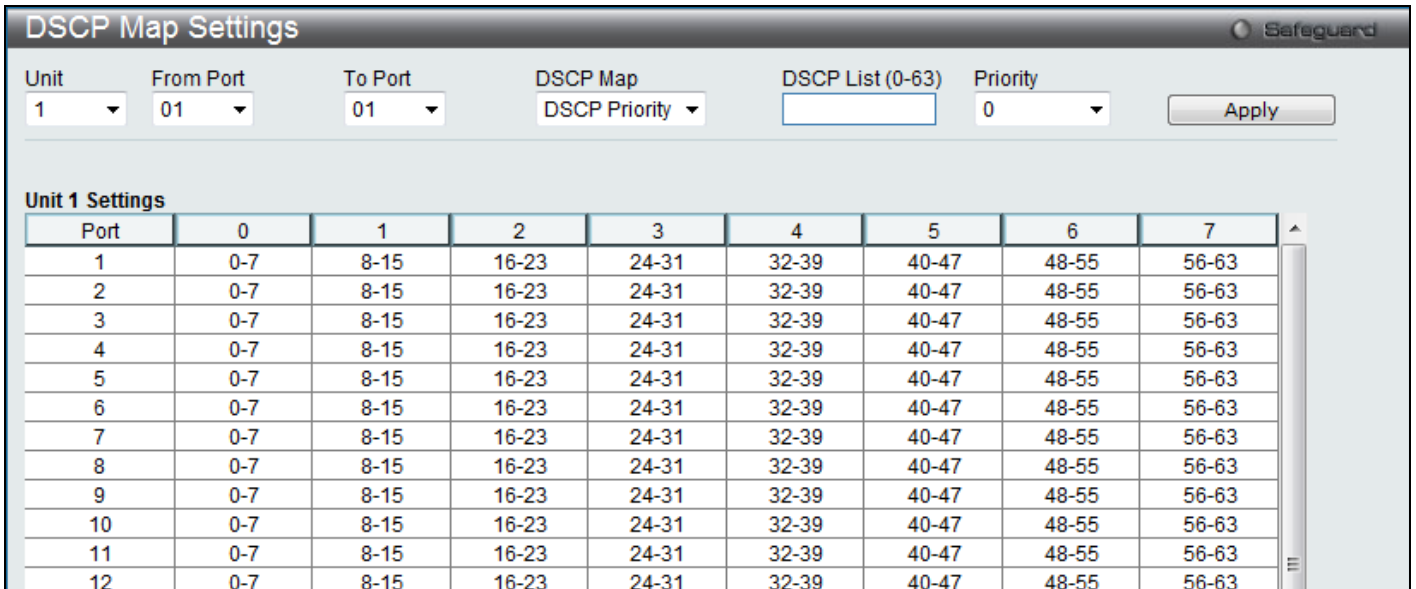 DSCP Map Settings Safeguard
Unit From Port To Port DSCP Map DSCP List (0-63) Priority
1 01 01 DSCP Priority 0 Apply
Unit 1 Settings
Port 0 1 2 3 4 5 6 7
1 0-7 8-15 16-23 24-31 32-39 40-47 48-55 56-63
2 0-7 8-15 16-23 24-31 32-39 40-47 48-55 56-63
3 0-7 8-15 16-23 24-31 32-39 40-47 48-55 56-63
4 0-7 8-15 16-23 24-31 32-39 40-47 48-55 56-63
5 0-7 8-15 16-23 24-31 32-39 40-47 48-55 56-63
6 0-7 8-15 16-23 24-31 32-39 40-47 48-55 56-63
7 0-7 8-15 16-23 24-31 32-39 40-47 48-55 56-63
8 0-7 8-15 16-23 24-31 32-39 40-47 48-55 56-63
9 0-7 8-15 16-23 24-31 32-39 40-47 48-55 56-63
10 0-7 8-15 16-23 24-31 32-39 40-47 48-55 56-63
11 0-7 8-15 16-23 24-31 32-39 40-47 48-55 56-63
12 0-7 8-15 16-23 24-31 32-39 40-47 48-55 56-63